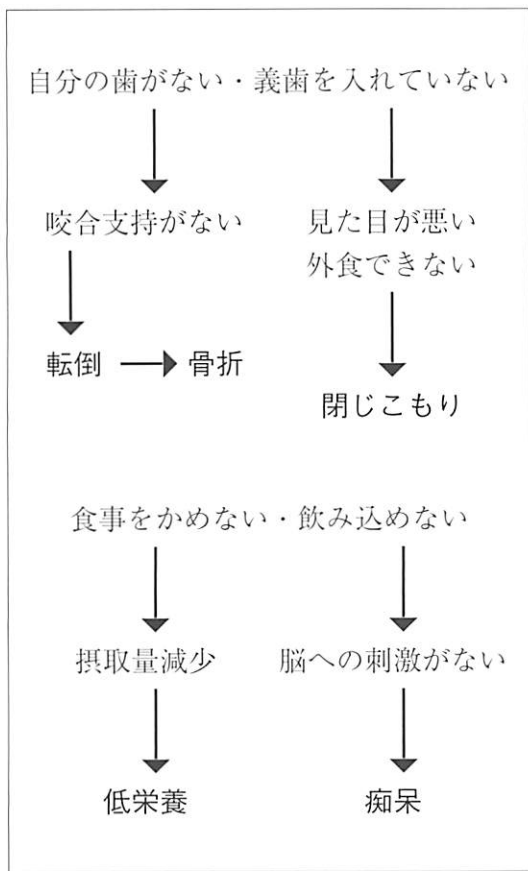 自分の歯がない・義歯を入れていない
咬合支持がない
見た目が悪い
外食できない
転倒
骨折
閉じこもり
食事をかめない・飲み込めない
摂取量減少
脳への刺激がない
低栄養
痴呆